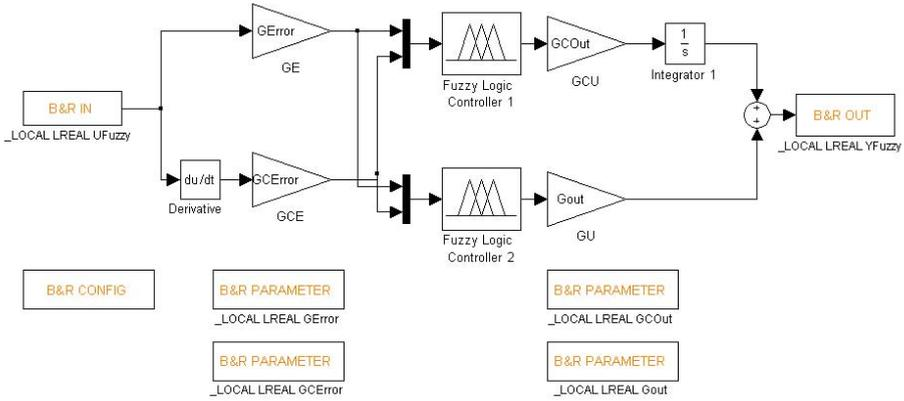 GError
GE
B&R IN
_LOCAL LREAL UFuzzy
du/dt
Derivative
GCError
GCE
Fuzzy Logic
Controller 1
GCOut
GCU
1
s
Integrator 1
+
+
B&R OUT
_LOCAL LREAL YFuzzy
Fuzzy Logic
Controller 2
Gout
GU
B&R CONFIG
B&R PARAMETER
_LOCAL LREAL GError
B&R PARAMETER
_LOCAL LREAL GCOut
B&R PARAMETER
_LOCAL LREAL GCError
B&R PARAMETER
_LOCAL LREAL Gout